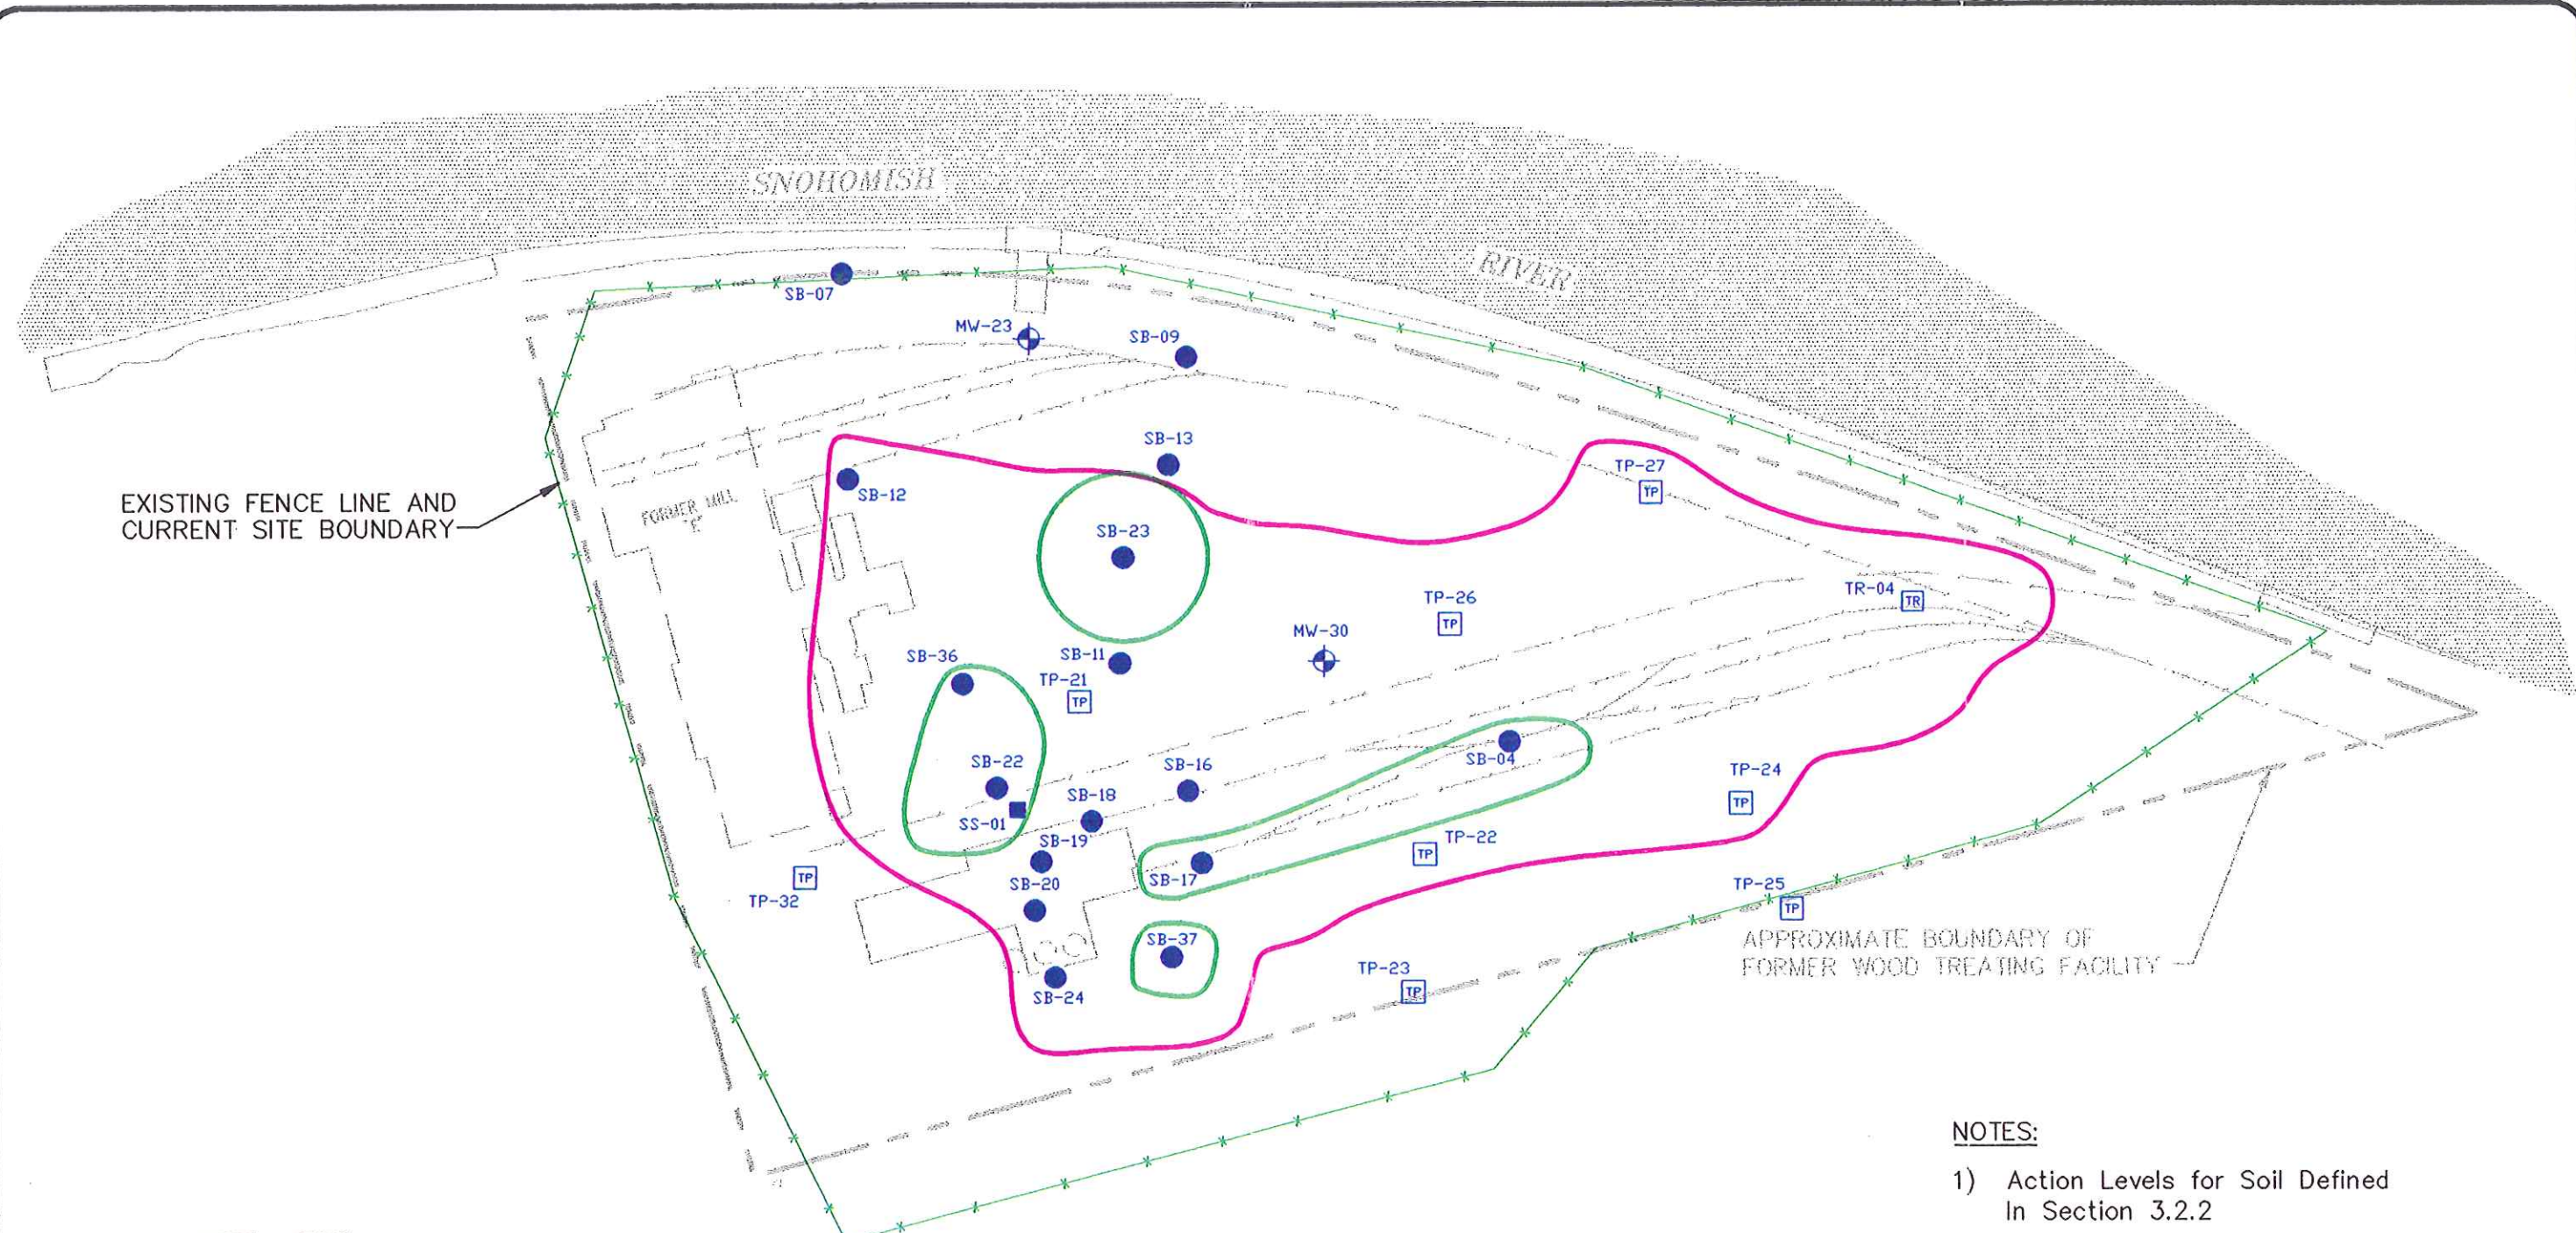 SNOHOMISH
RIVER
SB-07
MW-23
SB-09
SB-13
TP-27
TP
EXISTING FENCE LINE AND
CURRENT SITE BOUNDARY
FORMER MILL
"E"
SB-12
SB-23
TP-26
TP
TR-04
TR
MW-30
SB-36
SB-11
TP-21
TP
SB-22
SS-01
SB-16
SB-18
SB-19
SB-04
TP-24
TP
TP-22
TP
SB-17
SB-20
TP
TP-32
TP-25
TP
SB-37
SB-24
TP-23
TP
APPROXIMATE BOUNDARY OF
FORMER WOOD TREATING FACILITY
NOTES:
1) Action Levels for Soil Defined
In Section 3.2.2